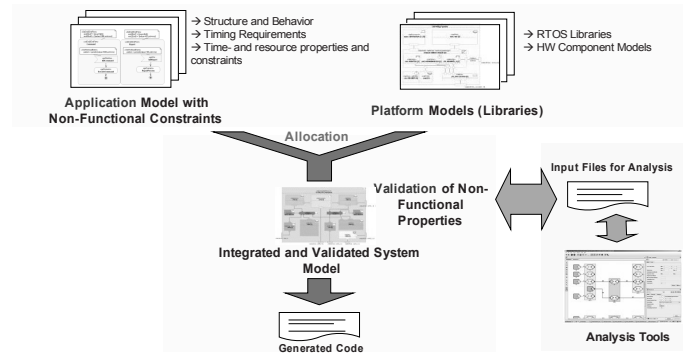 → Structure and Behavior
→ Timing Requirements
→ Time- and resource properties and
constraints
→ RTOS Libraries
→ HW Component Models
Application Model with
Non-Functional Constraints
Platform Models (Libraries)
Allocation
Validation of Non-
Functional
Properties
Input Files for Analysis
Integrated and Validated System
Model
Analysis Tools
Generated Code